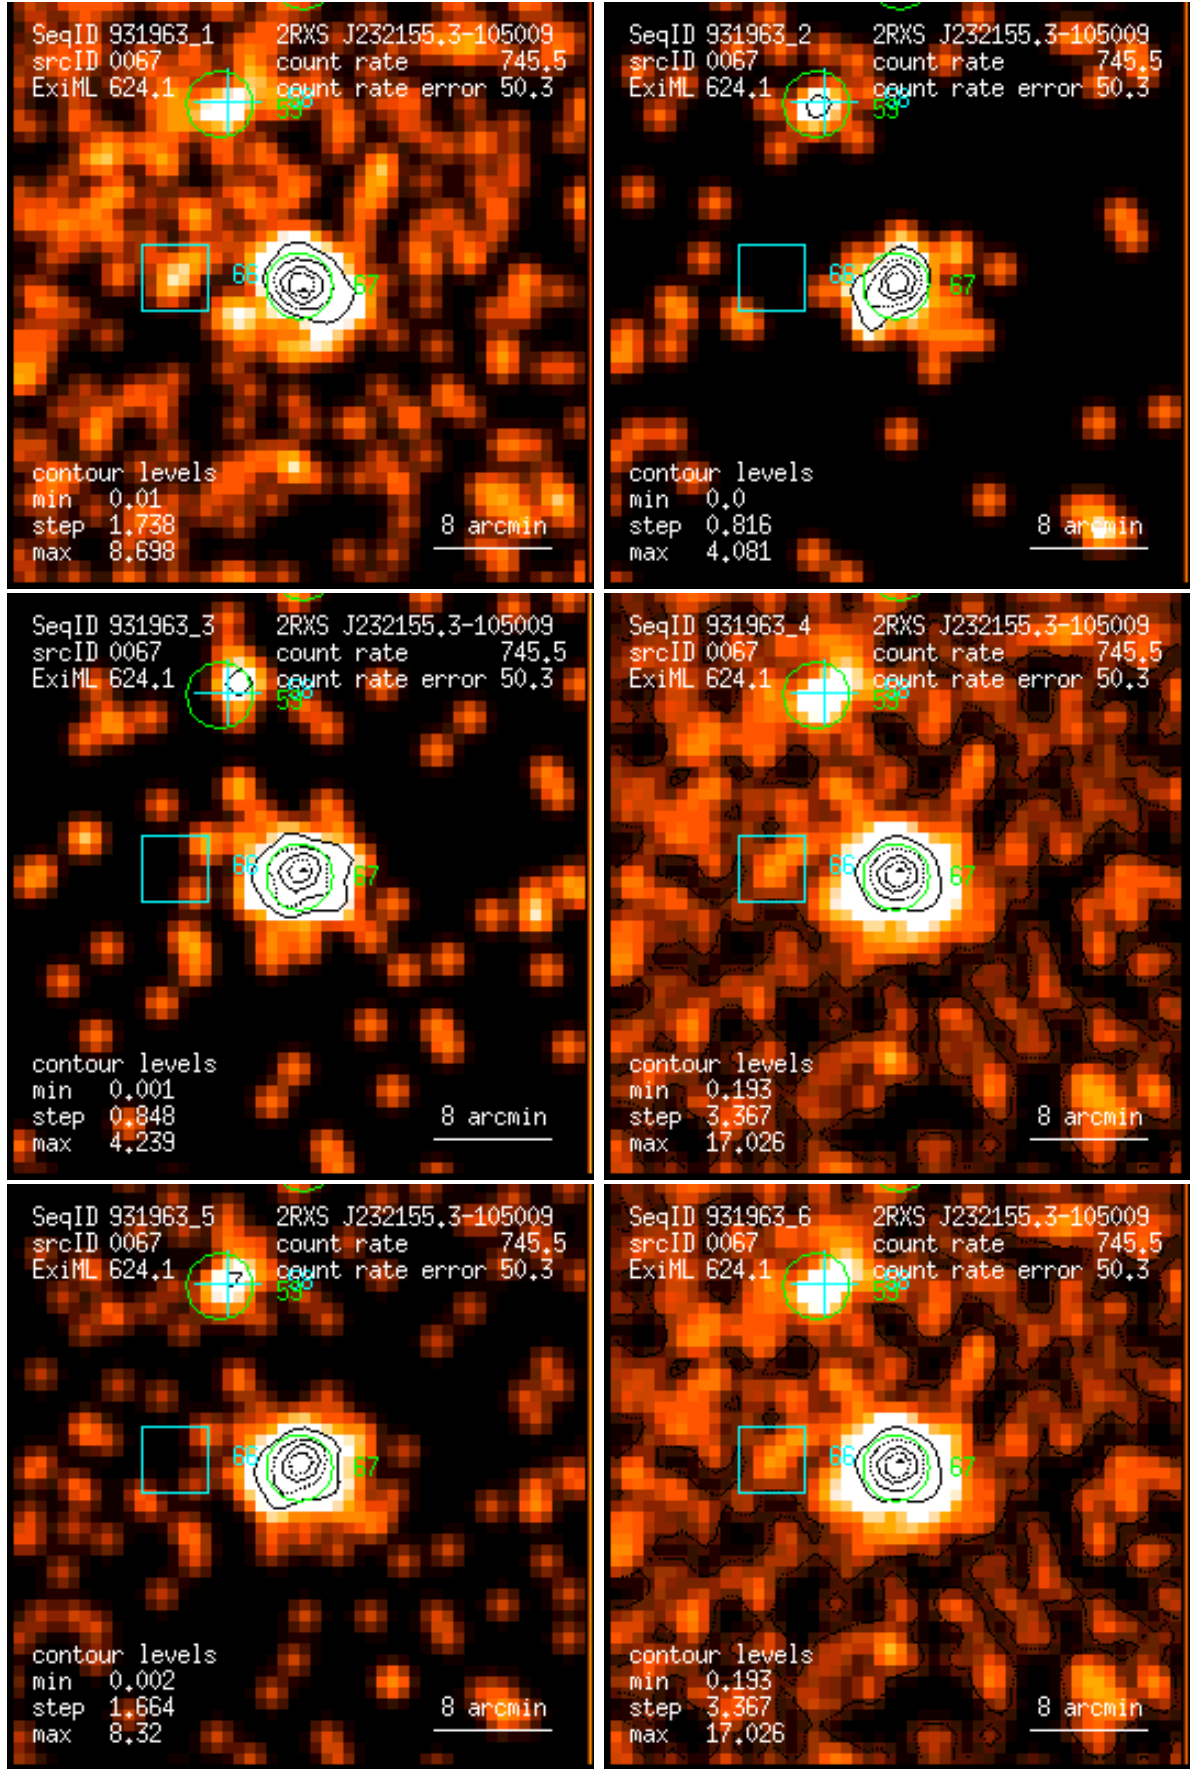 SeqID 931963_1 2RXS J232155.3-105009
srcID 0067 count rate 745.5
ExiML 624.1 count rate error 50.3
59
66
67
contour levels
min 0.01
step 1.738
max 8.698
8 arcmin
SeqID 931963_2 2RXS J232155.3-105009
srcID 0067 count rate 745.5
ExiML 624.1 count rate error 50.3
59
66
67
contour levels
min 0.0
step 0.816
max 4.081
8 arcmin
SeqID 931963_3 2RXS J232155.3-105009
srcID 0067 count rate 745.5
ExiML 624.1 count rate error 50.3
59
66
67
contour levels
min 0.001
step 0.848
max 4.239
8 arcmin
SeqID 931963_4 2RXS J232155.3-105009
srcID 0067 count rate 745.5
ExiML 624.1 count rate error 50.3
59
66
67
contour levels
min 0.193
step 3.367
max 17.026
8 arcmin
SeqID 931963_5 2RXS J232155.3-105009
srcID 0067 count rate 745.5
ExiML 624.1 count rate error 50.3
59
66
67
contour levels
min 0.002
step 1.664
max 8.32
8 arcmin
SeqID 931963_6 2RXS J232155.3-105009
srcID 0067 count rate 745.5
ExiML 624.1 count rate error 50.3
59
66
67
contour levels
min 0.193
step 3.367
max 17.026
8 arcmin